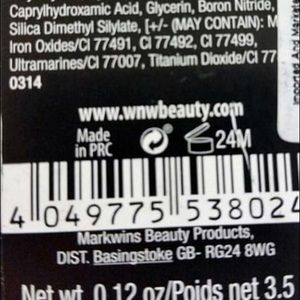 Caprylhydroxamic Acid, Glycerin, Boron Nitride,
Silica Dimethyl Silylate, [+/- (MAY CONTAIN):
Iron Oxides/CI 77491, CI 77492, CI 77499,
Ultramarines/CI 77007, Titanium Dioxide/CI 77
0314
www.wnwbeauty.com
Made
in PRC
24M
4 049775 538024
Markwins Beauty Products,
DIST. Basingstoke GB- RG24 8WG
Net wt. 0.12 oz/Poids net 3.5